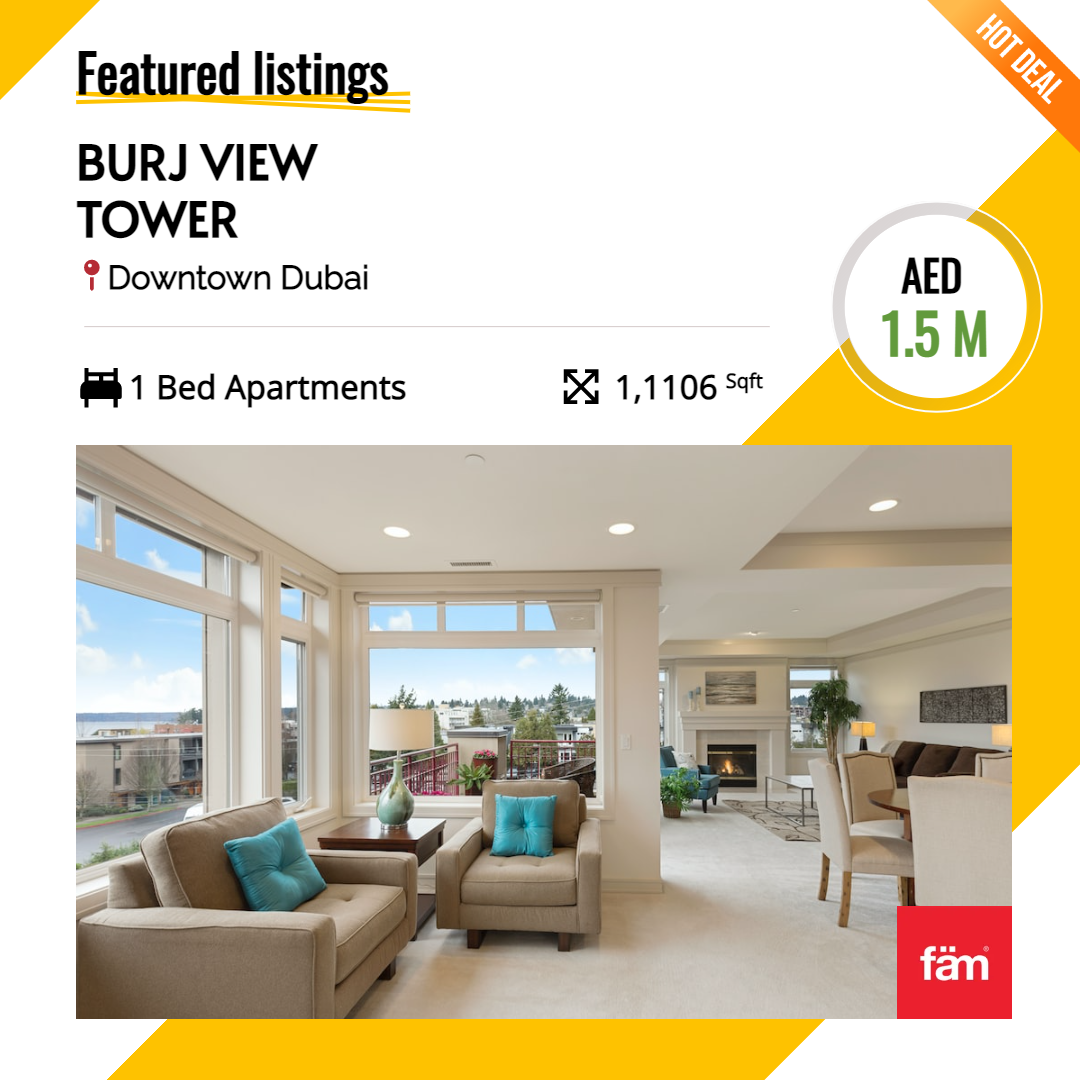 Featured listings
HOT DEAL
BURJ VIEW
TOWER
Downtown Dubai
AED
1.5 M
1 Bed Apartments
1,1106 Sqft
fäm®